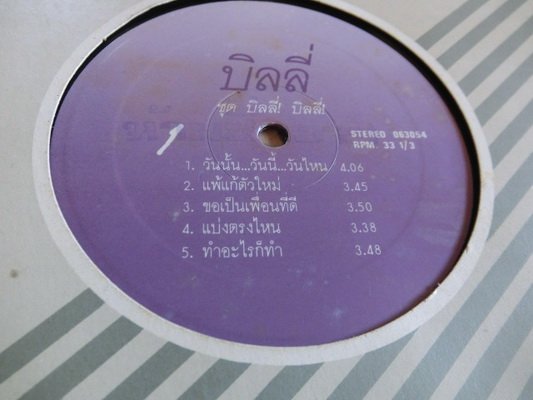 บิลลี่
ชุด บิลลี่! บิลลี่!
1
STEREO 063054
RPM. 33 1/3
1. วันนั้น...วันนี้...วันไหน 4.06
2. แพ้แก้ตัวใหม่ 3.45
3. ขอเป็นเพื่อนที่ดี 3.50
4. แบ่งตรงไหน 3.38
5. ทำอะไรก็ทำ 3.48